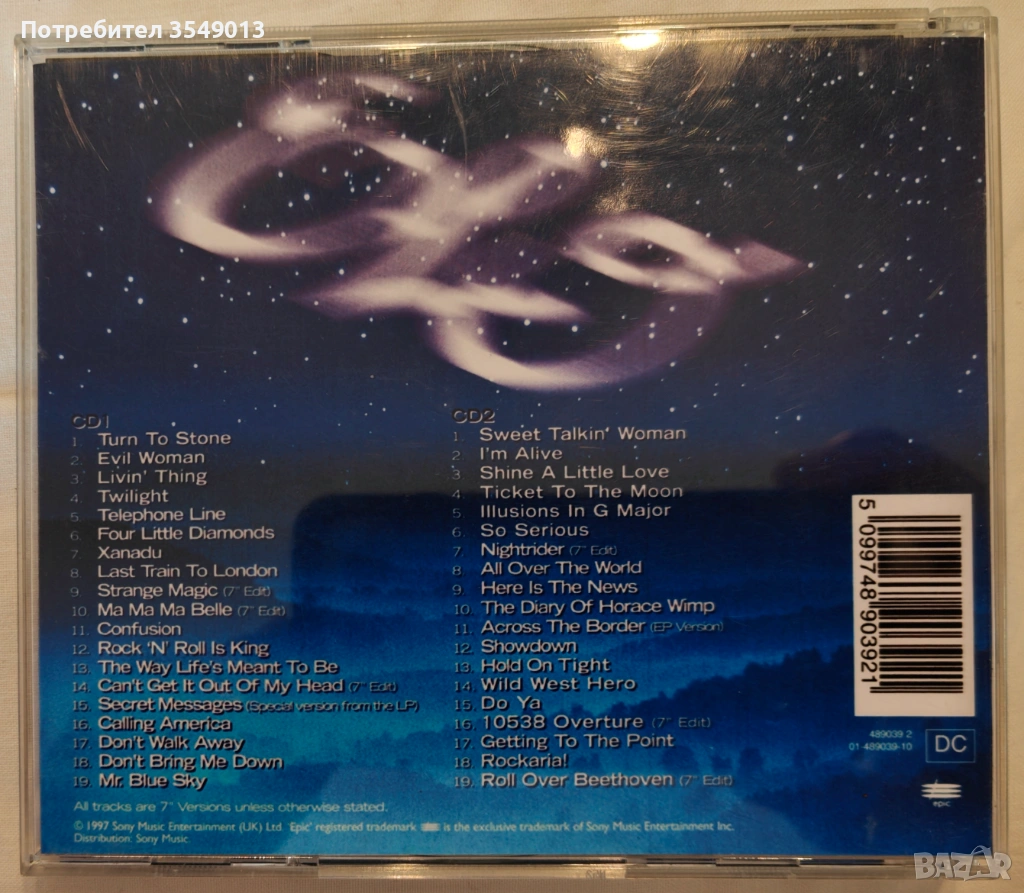 Потребител 3549013
CD1
1. Turn To Stone
2. Evil Woman
3. Livin' Thing
4. Twilight
5. Telephone Line
6. Four Little Diamonds
7. Xanadu
8. Last Train To London
9. Strange Magic (7" Edit)
10. Ma Ma Ma Belle (7" Edit)
11. Confusion
12. Rock 'N' Roll Is King
13. The Way Life's Meant To Be
14. Can't Get It Out Of My Head (7" Edit)
15. Secret Messages (Special version from the LP)
16. Calling America
17. Don't Walk Away
18. Don't Bring Me Down
19. Mr. Blue Sky
CD2
1. Sweet Talkin' Woman
2. I'm Alive
3. Shine A Little Love
4. Ticket To The Moon
5. Illusions In G Major
6. So Serious
7. Nightrider (7" Edit)
8. All Over The World
9. Here Is The News
10. The Diary Of Horace Wimp
11. Across The Border (EP Version)
12. Showdown
13. Hold On Tight
14. Wild West Hero
15. Do Ya
16. 10538 Overture (7" Edit)
17. Getting To The Point
18. Rockaria!
19. Roll Over Beethoven (7" Edit)
5 099748 903921
489039 2
01-489039-10
DC
epic
All tracks are 7" Versions unless otherwise stated.
© 1997 Sony Music Entertainment (UK) Ltd. 'Epic' registered trademark is the exclusive trademark of Sony Music Entertainment Inc.
Distribution: Sony Music.
BAZAR